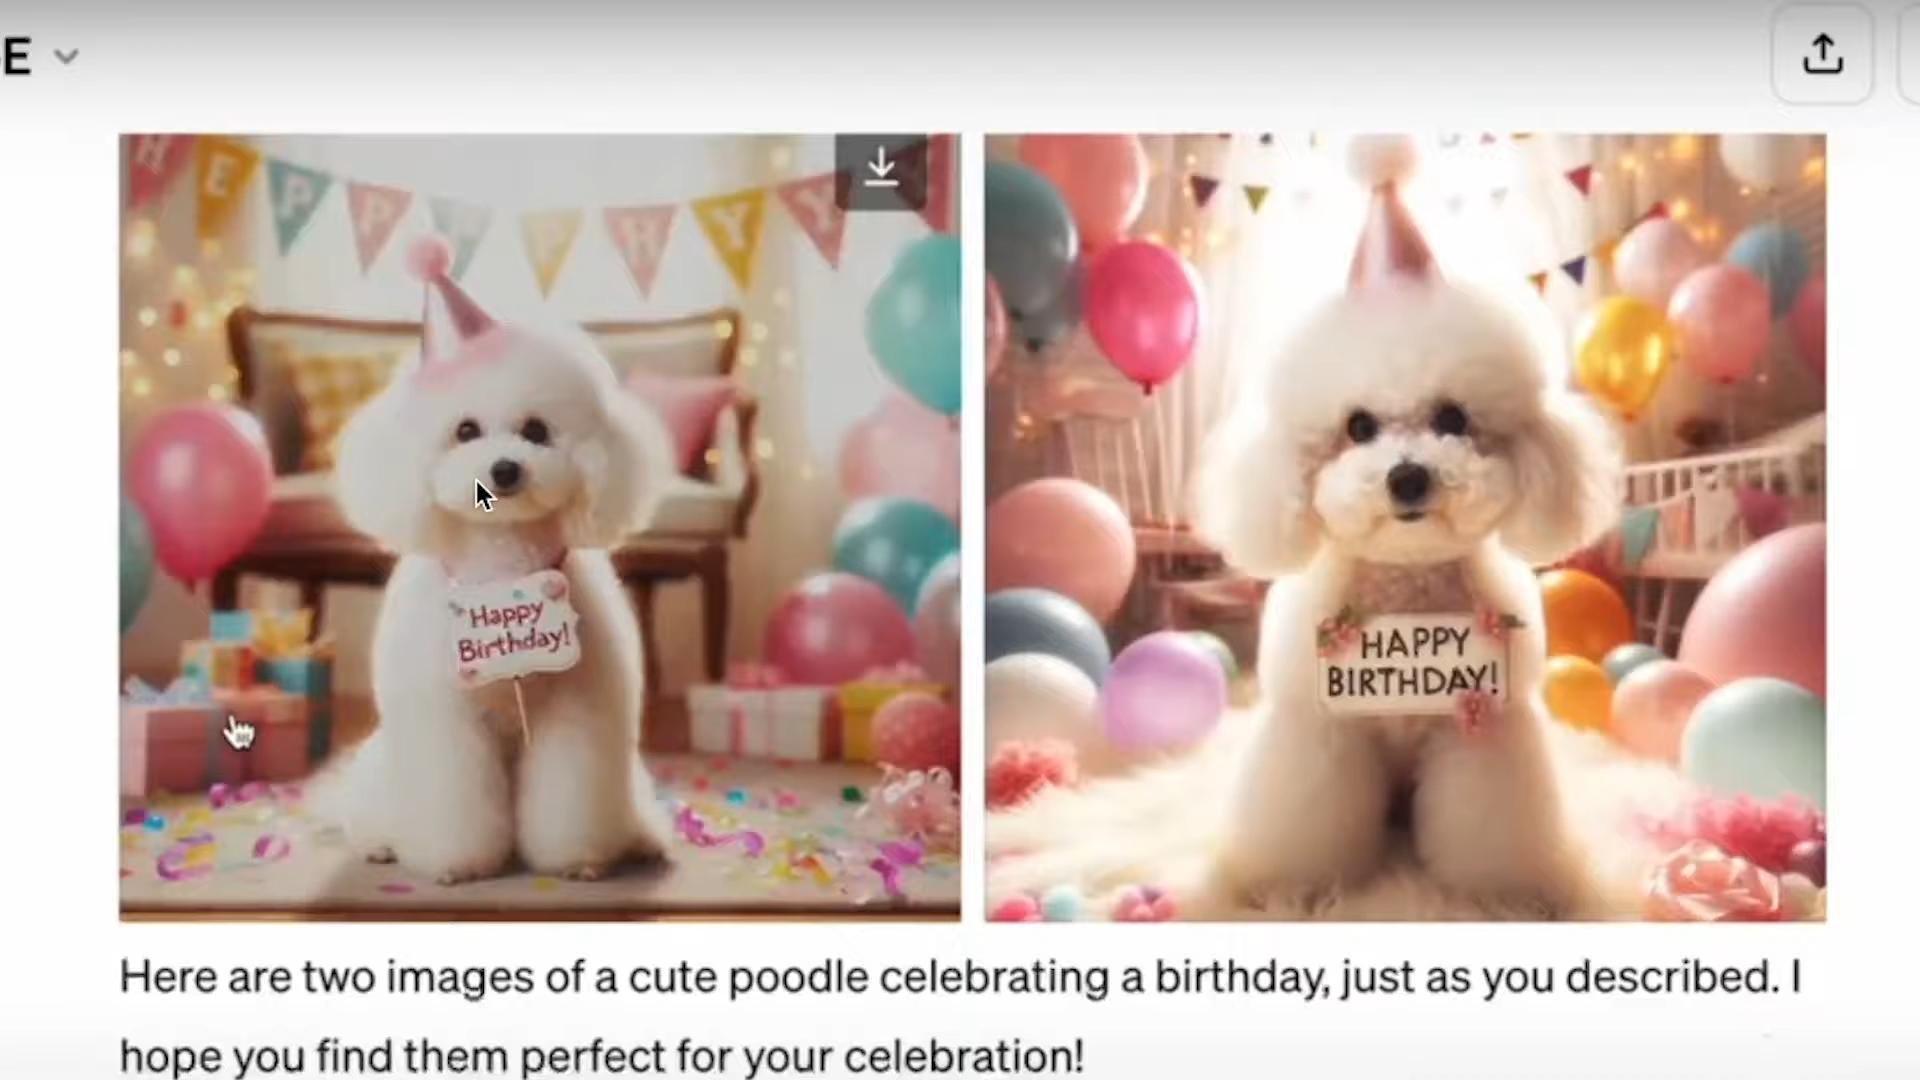 E
H E P P H P H Y Y
Happy
Birthday!
HAPPY
BIRTHDAY!
Here are two images of a cute poodle celebrating a birthday, just as you described. I
hope you find them perfect for your celebration!